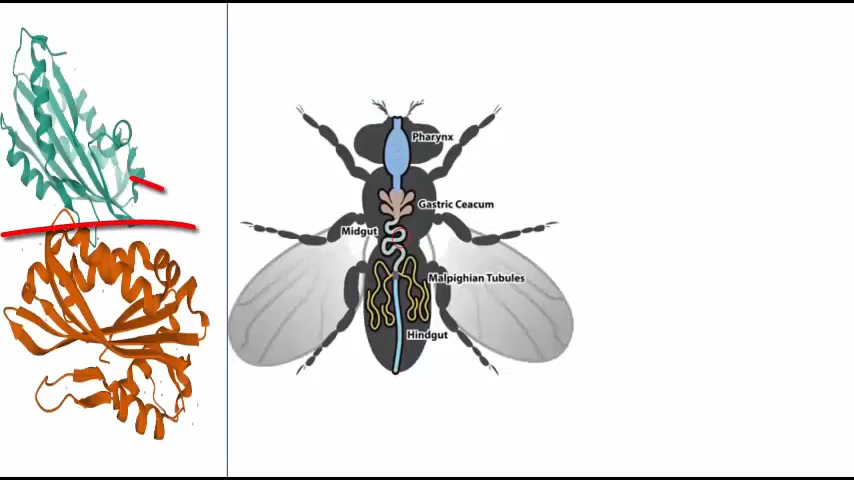 Pharynx
Gastric Ceacum
Midgut
Malpighian Tubules
Hindgut